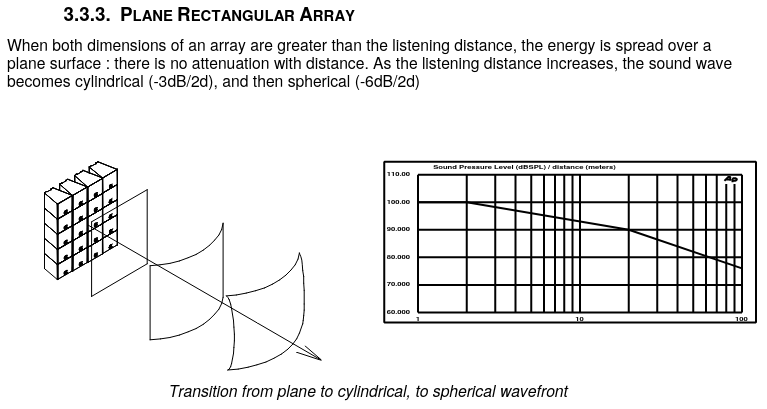 3.3.3. PLANE RECTANGULAR ARRAY
When both dimensions of an array are greater than the listening distance, the energy is spread over a
plane surface : there is no attenuation with distance. As the listening distance increases, the sound wave
becomes cylindrical (-3dB/2d), and then spherical (-6dB/2d)
Sound Pressure Level (dBSPL) / distance (meters)
Ap
110.00
100.00
90.000
80.000
70.000
60.000
1 10 100
Transition from plane to cylindrical, to spherical wavefront